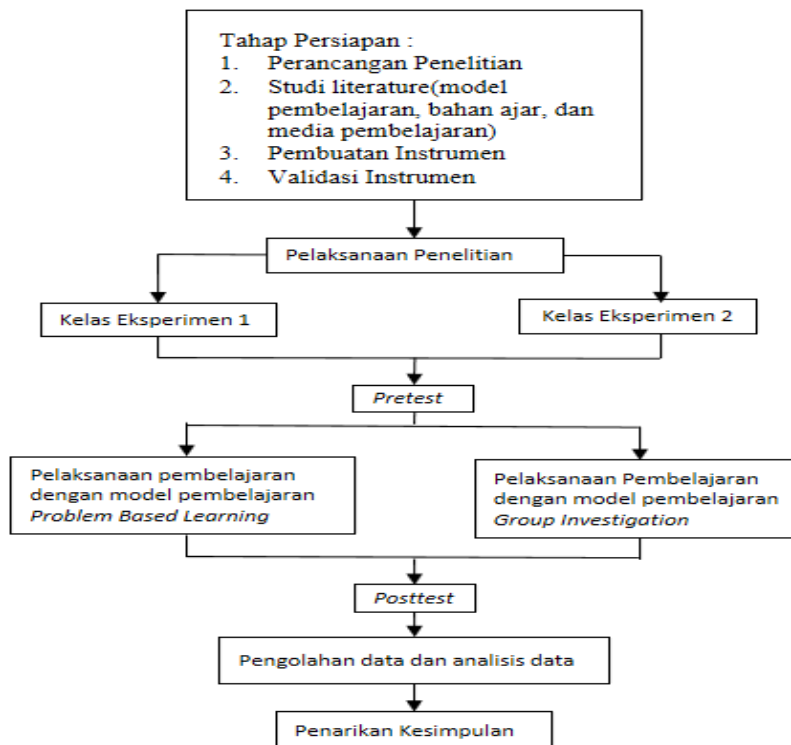 Tahap Persiapan :
1. Perancangan Penelitian
2. Studi literature(model
pembelajaran, bahan ajar, dan
media pembelajaran)
3. Pembuatan Instrumen
4. Validasi Instrumen
Pelaksanaan Penelitian
Kelas Eksperimen 1
Kelas Eksperimen 2
Pretest
Pelaksanaan pembelajaran
dengan model pembelajaran
Problem Based Learning
Pelaksanaan Pembelajaran
dengan model pembelajaran
Group Investigation
Posttest
Pengolahan data dan analisis data
Penarikan Kesimpulan